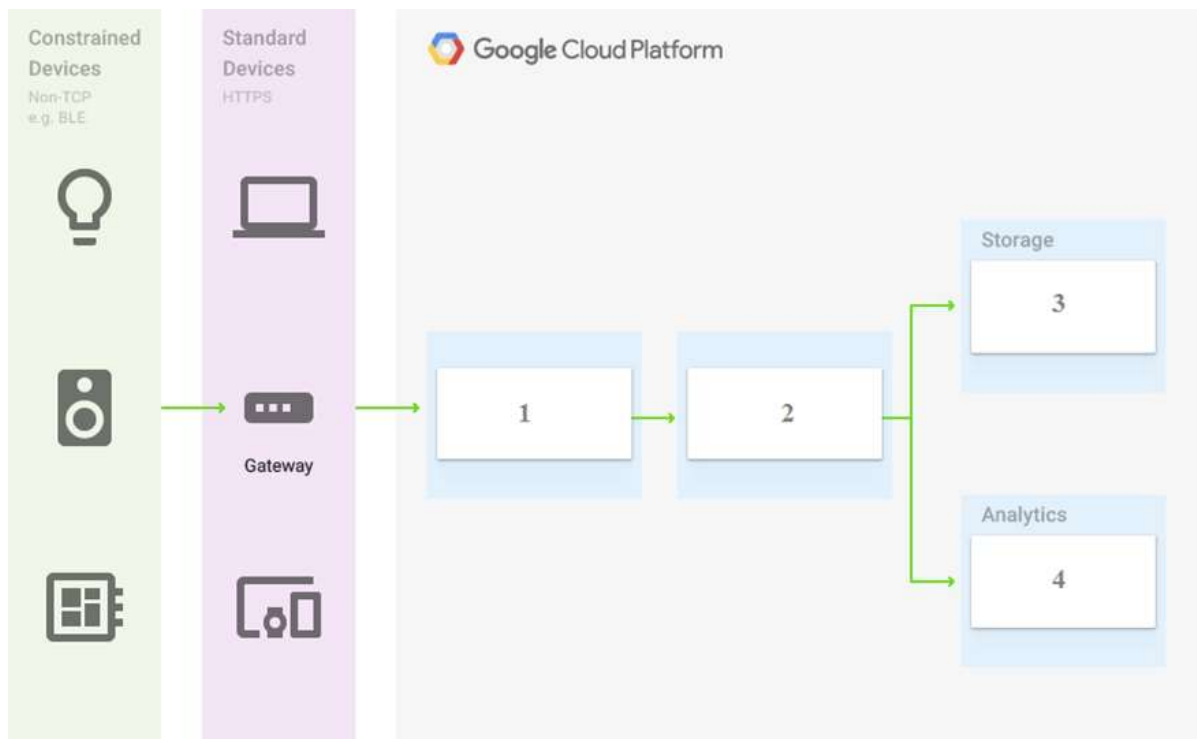 Constrained
Devices
Non-TCP
e.g. BLE
Standard
Devices
HTTPS
Gateway
Google Cloud Platform
1
2
Storage
3
Analytics
4